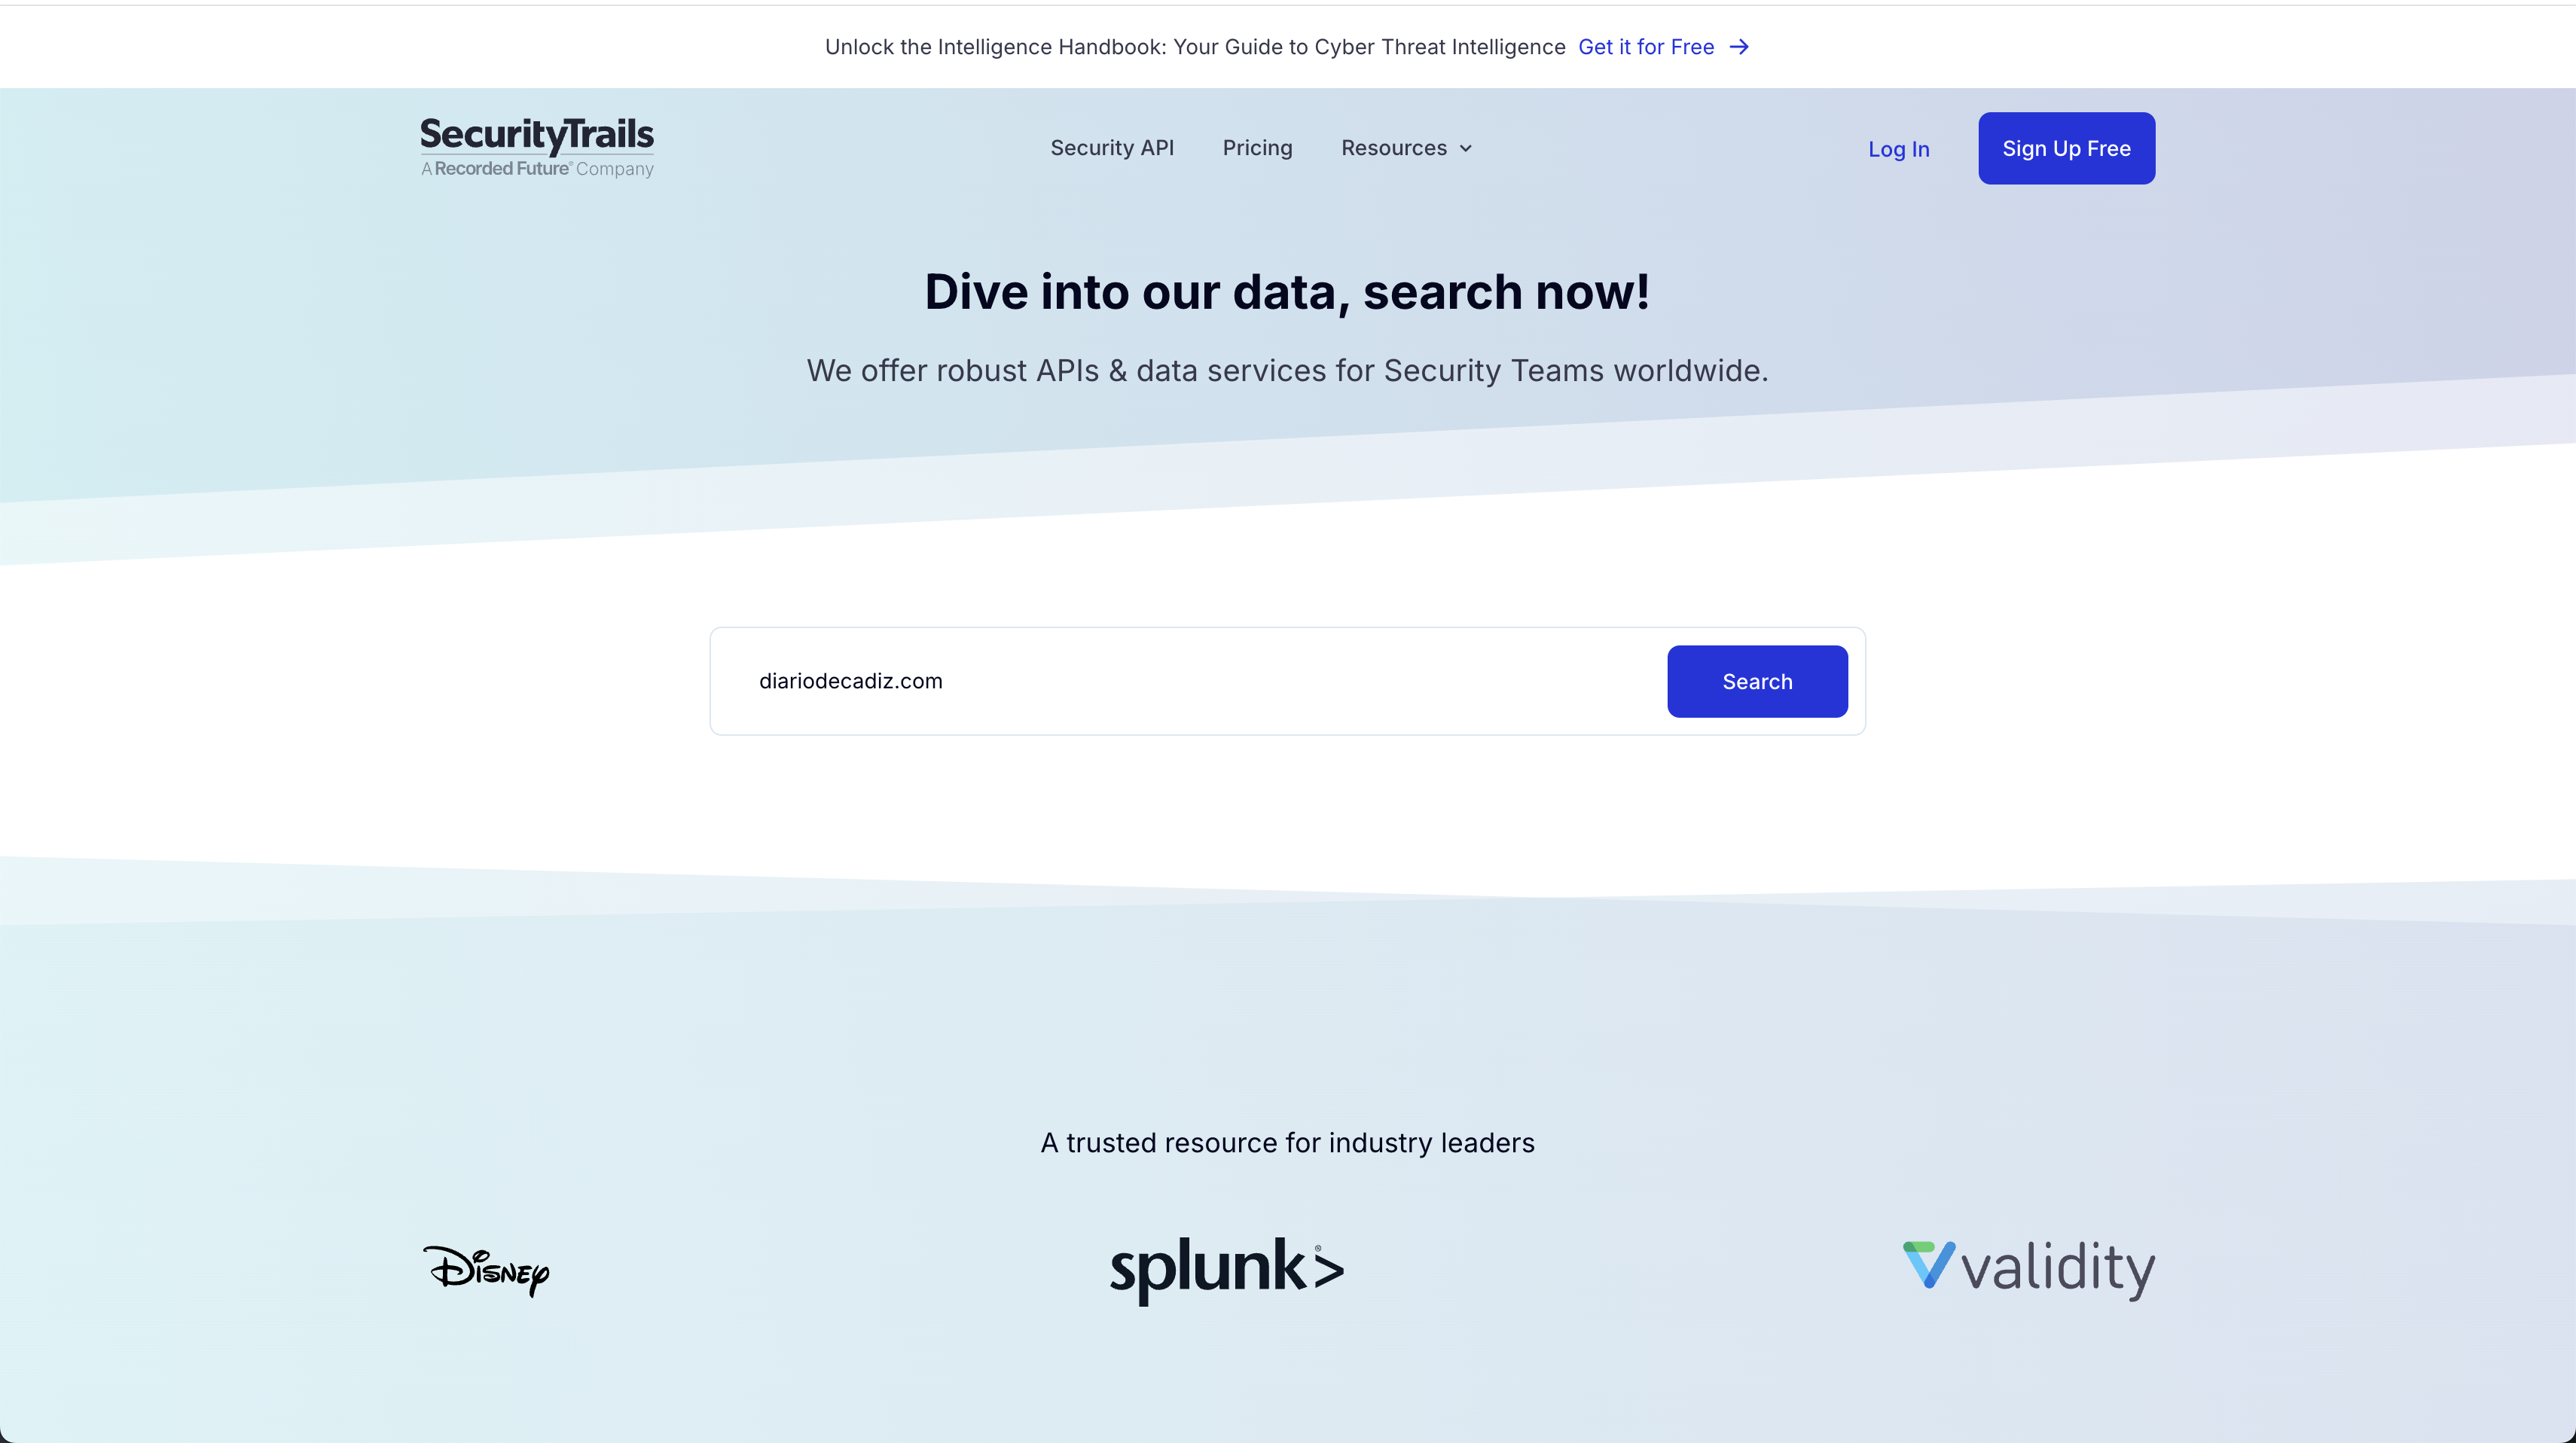 Unlock the Intelligence Handbook: Your Guide to Cyber Threat Intelligence Get it for Free →
SecurityTrails
A Recorded Future® Company
Security API Pricing Resources
Log In Sign Up Free
Dive into our data, search now!
We offer robust APIs & data services for Security Teams worldwide.
diariodecadiz.com Search
A trusted resource for industry leaders
Disney splunk>® validity